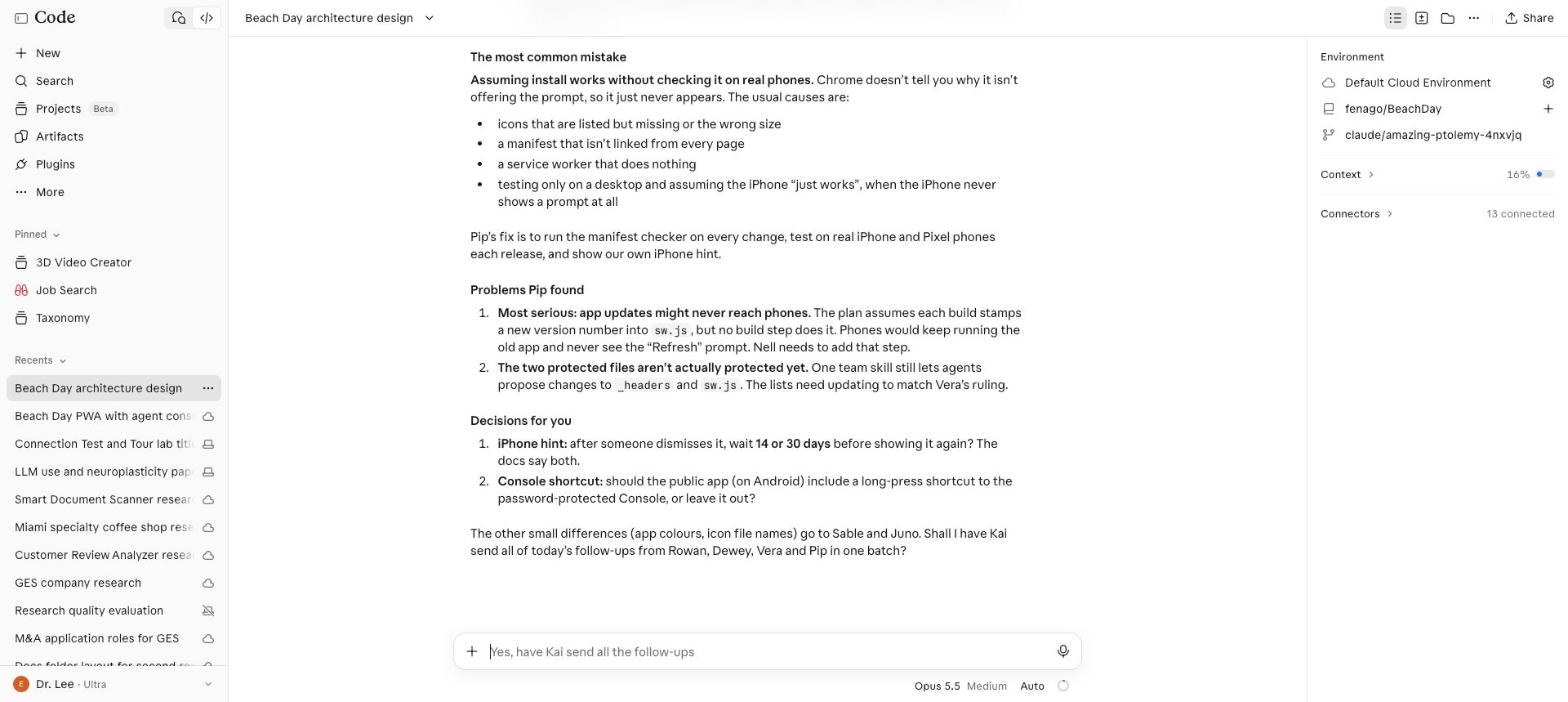 Code
Beach Day architecture design
Share
New
Search
Projects Beta
Artifacts
Plugins
More
Pinned
3D Video Creator
Job Search
Taxonomy
Recents
Beach Day architecture design
Beach Day PWA with agent cons
Connection Test and Tour lab titl
LLM use and neuroplasticity pap
Smart Document Scanner resear
Miami specialty coffee shop rese
Customer Review Analyzer resea
GES company research
Research quality evaluation
M&A application roles for GES
Docs folder layout for second re
Dr. Lee · Ultra
The most common mistake
Assuming install works without checking it on real phones. Chrome doesn’t tell you why it isn’t
offering the prompt, so it just never appears. The usual causes are:
• icons that are listed but missing or the wrong size
• a manifest that isn’t linked from every page
• a service worker that does nothing
• testing only on a desktop and assuming the iPhone “just works”, when the iPhone never
shows a prompt at all
Pip’s fix is to run the manifest checker on every change, test on real iPhone and Pixel phones
each release, and show our own iPhone hint.
Problems Pip found
1. Most serious: app updates might never reach phones. The plan assumes each build stamps
a new version number into sw.js, but no build step does it. Phones would keep running the
old app and never see the “Refresh” prompt. Nell needs to add that step.
2. The two protected files aren’t actually protected yet. One team skill still lets agents
propose changes to _headers and sw.js. The lists need updating to match Vera’s ruling.
Decisions for you
1. iPhone hint: after someone dismisses it, wait 14 or 30 days before showing it again? The
docs say both.
2. Console shortcut: should the public app (on Android) include a long-press shortcut to the
password-protected Console, or leave it out?
The other small differences (app colours, icon file names) go to Sable and Juno. Shall I have Kai
send all of today’s follow-ups from Rowan, Dewey, Vera and Pip in one batch?
Yes, have Kai send all the follow-ups
Opus 5.5 Medium Auto
Environment
Default Cloud Environment
fenago/BeachDay
claude/amazing-ptolemy-4nxvjq
Context 16%
Connectors 13 connected